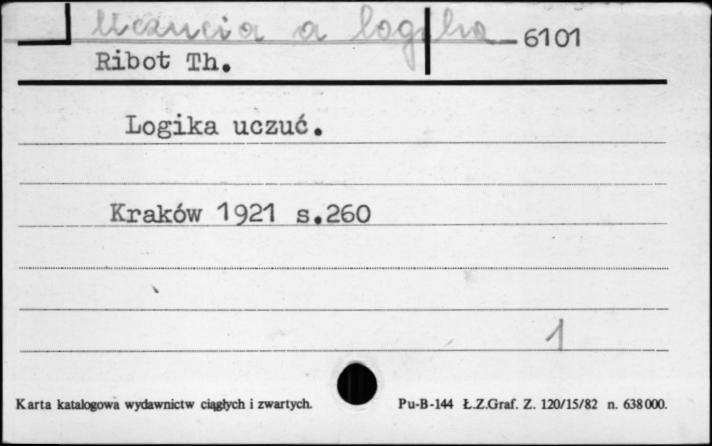 Uczucia a logika
6101
Ribot Th.
Logika uczuć.
Kraków 1921 s.260
1
Karta katalogowa wydawnictw ciągłych i zwartych.
Pu-B-144 Ł.Z.Graf. Z. 120/15/82 n. 638000.